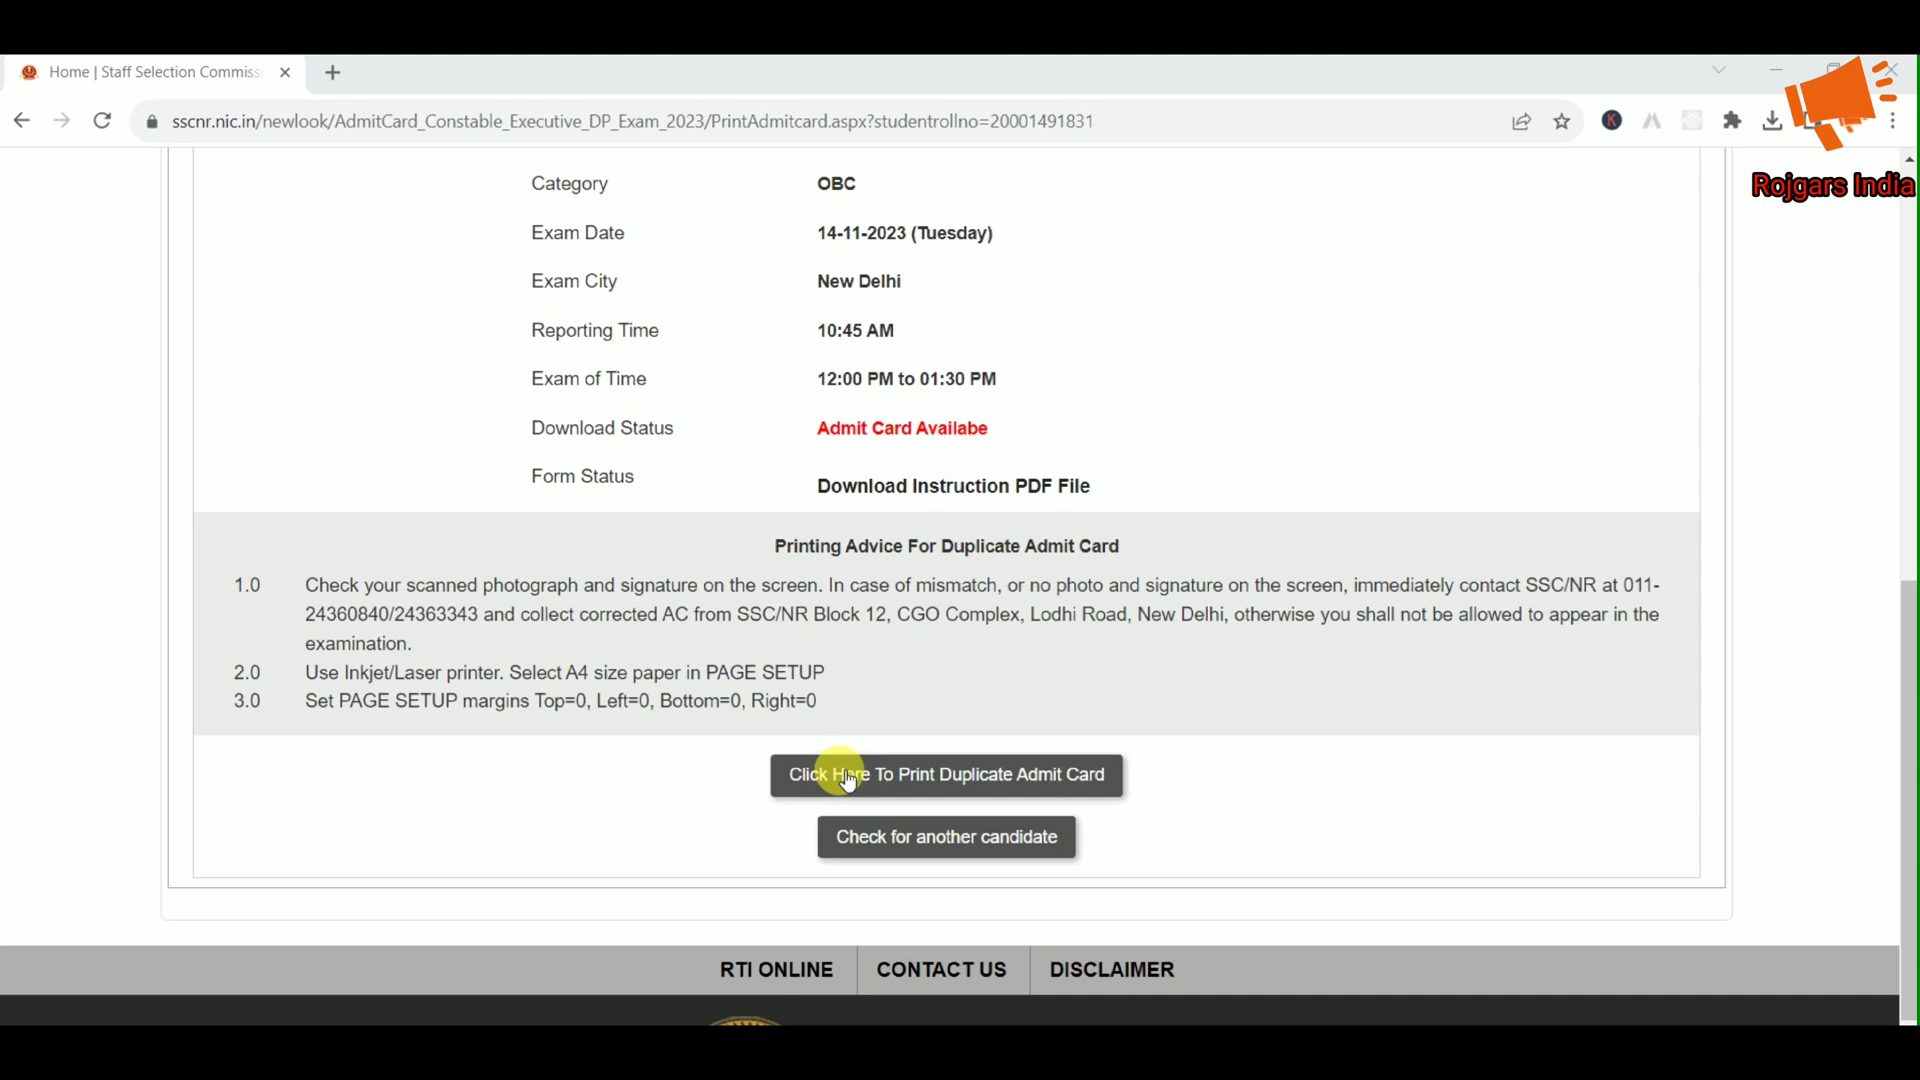 Home | Staff Selection Commiss
sscnr.nic.in/newlook/AdmitCard_Constable_Executive_DP_Exam_2023/PrintAdmitcard.aspx?studentrollno=20001491831
K
Rojgars India
Category OBC
Exam Date 14-11-2023 (Tuesday)
Exam City New Delhi
Reporting Time 10:45 AM
Exam of Time 12:00 PM to 01:30 PM
Download Status Admit Card Availabe
Form Status Download Instruction PDF File
Printing Advice For Duplicate Admit Card
1.0 Check your scanned photograph and signature on the screen. In case of mismatch, or no photo and signature on the screen, immediately contact SSC/NR at 011-
24360840/24363343 and collect corrected AC from SSC/NR Block 12, CGO Complex, Lodhi Road, New Delhi, otherwise you shall not be allowed to appear in the
examination.
2.0 Use Inkjet/Laser printer. Select A4 size paper in PAGE SETUP
3.0 Set PAGE SETUP margins Top=0, Left=0, Bottom=0, Right=0
Click Here To Print Duplicate Admit Card
Check for another candidate
RTI ONLINE CONTACT US DISCLAIMER